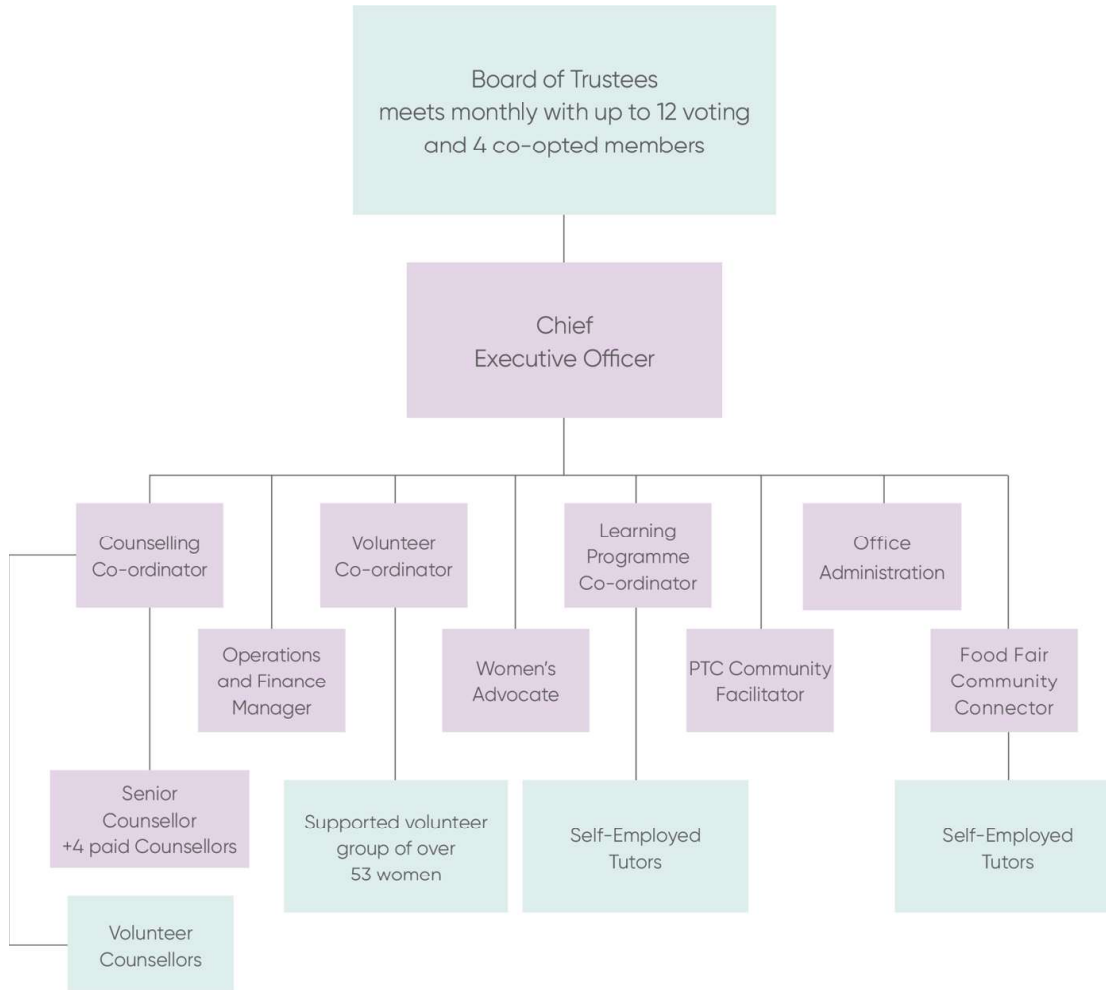 Board of Trustees
meets monthly with up to 12 voting
and 4 co-opted members
Chief
Executive Officer
Counselling
Co-ordinator
Volunteer
Co-ordinator
Learning
Programme
Co-ordinator
Office
Administration
Operations
and Finance
Manager
Women's
Advocate
PTC Community
Facilitator
Food Fair
Community
Connector
Senior
Counsellor
+4 paid Counsellors
Supported volunteer
group of over
53 women
Self-Employed
Tutors
Self-Employed
Tutors
Volunteer
Counsellors